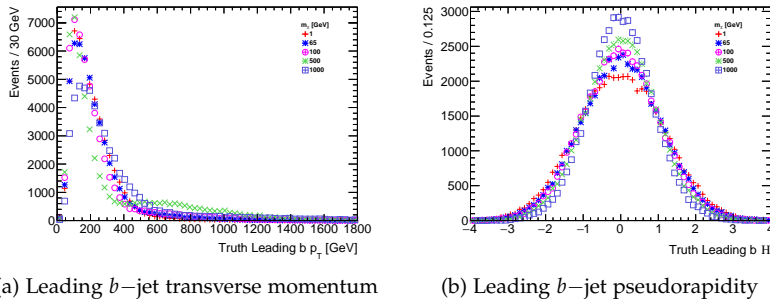 Events / 30 GeV
7000
6000
5000
4000
3000
2000
1000
0
0 200 400 600 800 1000 1200 1400 1600 1800
Truth Leading b p_T [GeV]
[GeV]
1
65
100
500
1000
Events / 0.125
3000
2500
2000
1500
1000
500
0
−4 −3 −2 −1 0 1 2 3 4
Truth Leading b H
[GeV]
1
65
100
500
1000
(a) Leading b−jet transverse momentum
(b) Leading b−jet pseudorapidity